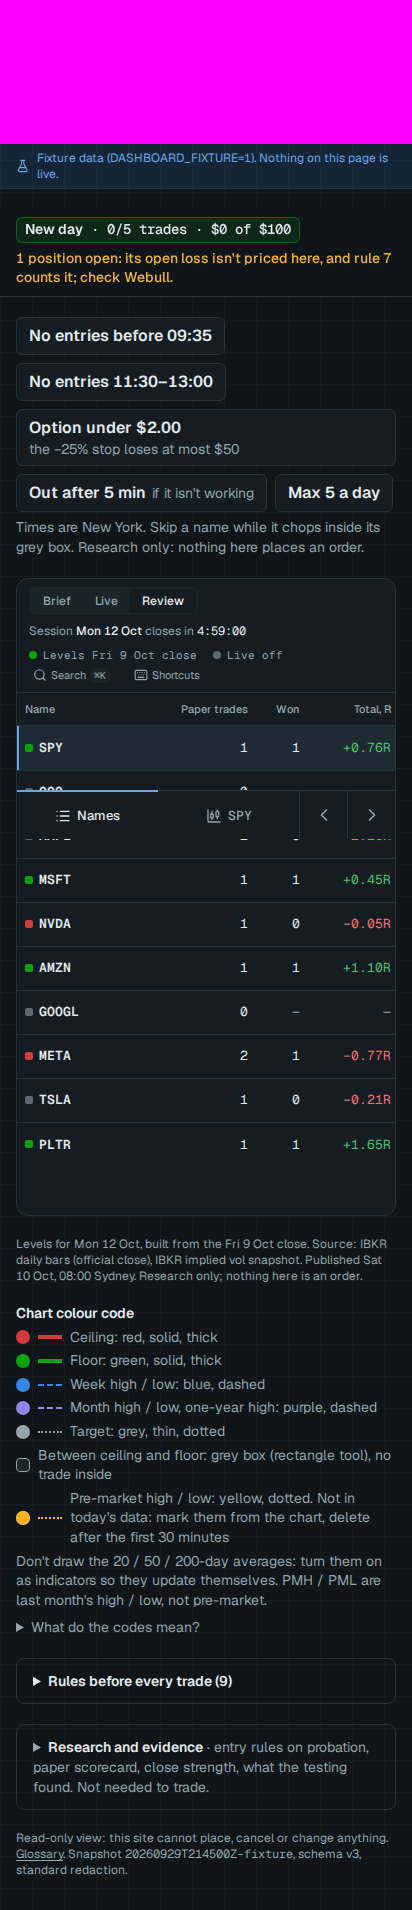 Fixture data (DASHBOARD_FIXTURE=1). Nothing on this page is
live.
New day · 0/5 trades · $0 of $100
1 position open: its open loss isn't priced here, and rule 7
counts it; check Webull.
No entries before 09:35
No entries 11:30–13:00
Option under $2.00
the −25% stop loses at most $50
Out after 5 min if it isn't working
Max 5 a day
Times are New York. Skip a name while it chops inside its
grey box. Research only: nothing here places an order.
Brief Live Review
Session Mon 12 Oct closes in 4:59:00
Levels Fri 9 Oct close Live off
Search ⌘K Shortcuts
Name Paper trades Won Total, R
SPY 1 1 +0.76R
Names SPY
MSFT 1 1 +0.45R
NVDA 1 0 −0.05R
AMZN 1 1 +1.10R
GOOGL 0 — —
META 2 1 −0.77R
TSLA 1 0 −0.21R
PLTR 1 1 +1.65R
Levels for Mon 12 Oct, built from the Fri 9 Oct close. Source: IBKR
daily bars (official close), IBKR implied vol snapshot. Published Sat
10 Oct, 08:00 Sydney. Research only; nothing here is an order.
Chart colour code
Ceiling: red, solid, thick
Floor: green, solid, thick
Week high / low: blue, dashed
Month high / low, one-year high: purple, dashed
Target: grey, thin, dotted
Between ceiling and floor: grey box (rectangle tool), no
trade inside
Pre-market high / low: yellow, dotted. Not in
today's data: mark them from the chart, delete
after the first 30 minutes
Don't draw the 20 / 50 / 200-day averages: turn them on
as indicators so they update themselves. PMH / PML are
last month's high / low, not pre-market.
What do the codes mean?
Rules before every trade (9)
Research and evidence · entry rules on probation,
paper scorecard, close strength, what the testing
found. Not needed to trade.
Read-only view: this site cannot place, cancel or change anything.
Glossary. Snapshot 20260929T214500Z-fixture, schema v3,
standard redaction.